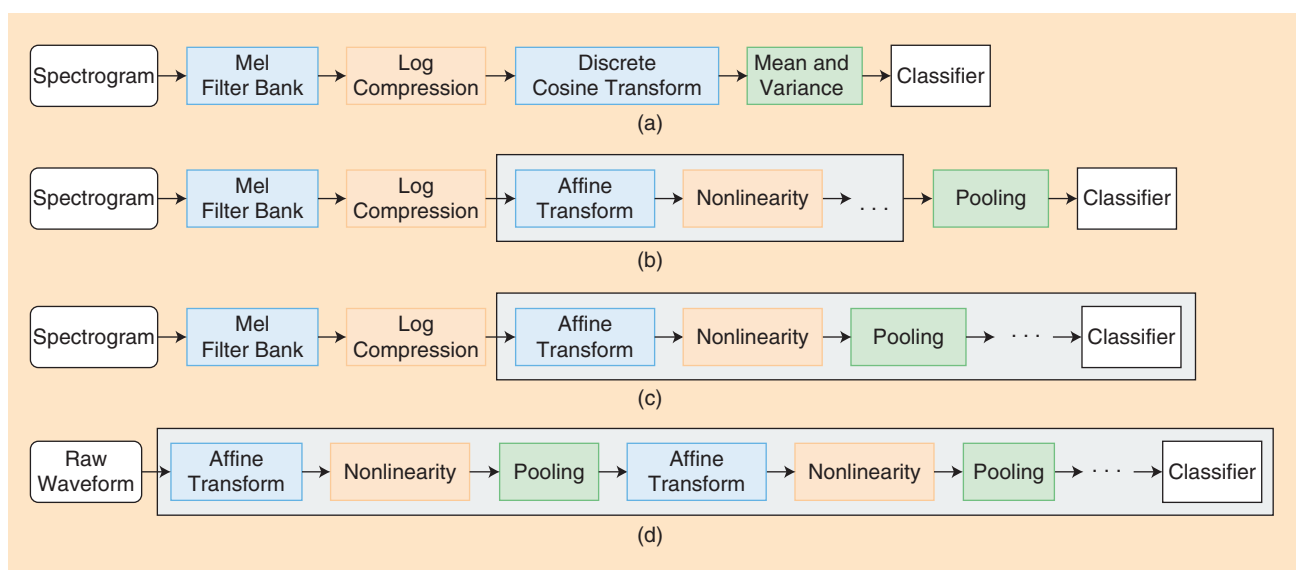 Spectrogram
Mel
Filter Bank
Log
Compression
Discrete
Cosine Transform
Mean and
Variance
Classifier
(a)
Spectrogram
Mel
Filter Bank
Log
Compression
Affine
Transform
Nonlinearity
. . .
Pooling
Classifier
(b)
Spectrogram
Mel
Filter Bank
Log
Compression
Affine
Transform
Nonlinearity
Pooling
. . .
Classifier
(c)
Raw
Waveform
Affine
Transform
Nonlinearity
Pooling
Affine
Transform
Nonlinearity
Pooling
. . .
Classifier
(d)